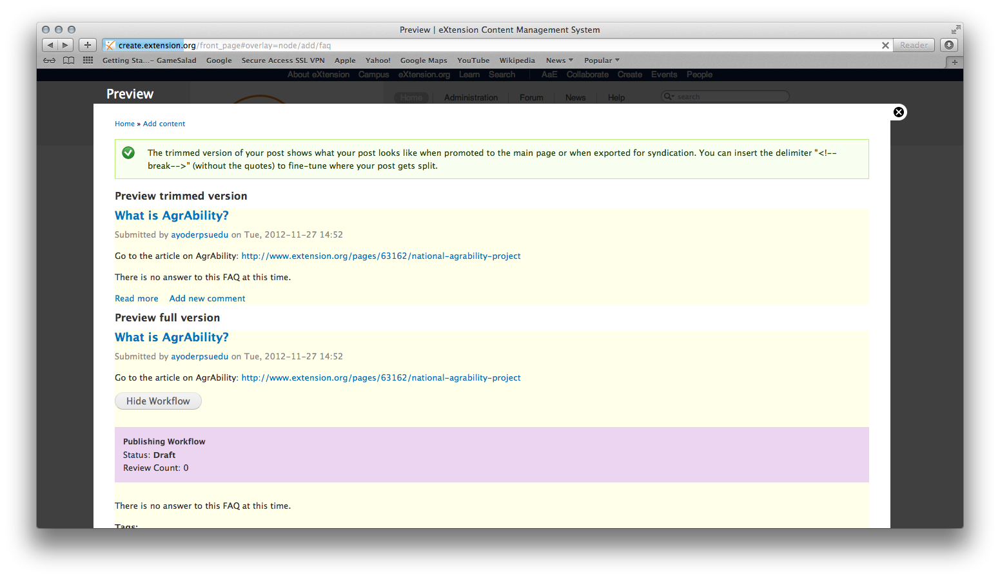 Preview | eXtension Content Management System
create.extension.org/front_page#overlay=node/add/faq
Reader
Getting Sta...– GameSalad Google Secure Access SSL VPN Apple Yahoo! Google Maps YouTube Wikipedia News Popular
About eXtension Campus eXtension.org Learn Search AaE Collaborate Create Events People
Preview
Home Administration Forum News Help search
Home » Add content
The trimmed version of your post shows what your post looks like when promoted to the main page or when exported for syndication. You can insert the delimiter "<!--
break-->" (without the quotes) to fine-tune where your post gets split.
Preview trimmed version
What is AgrAbility?
Submitted by ayoderpsuedu on Tue, 2012-11-27 14:52
Go to the article on AgrAbility: http://www.extension.org/pages/63162/national-agrability-project
There is no answer to this FAQ at this time.
Read more Add new comment
Preview full version
What is AgrAbility?
Submitted by ayoderpsuedu on Tue, 2012-11-27 14:52
Go to the article on AgrAbility: http://www.extension.org/pages/63162/national-agrability-project
Hide Workflow
Publishing Workflow
Status: Draft
Review Count: 0
There is no answer to this FAQ at this time.
Tags: